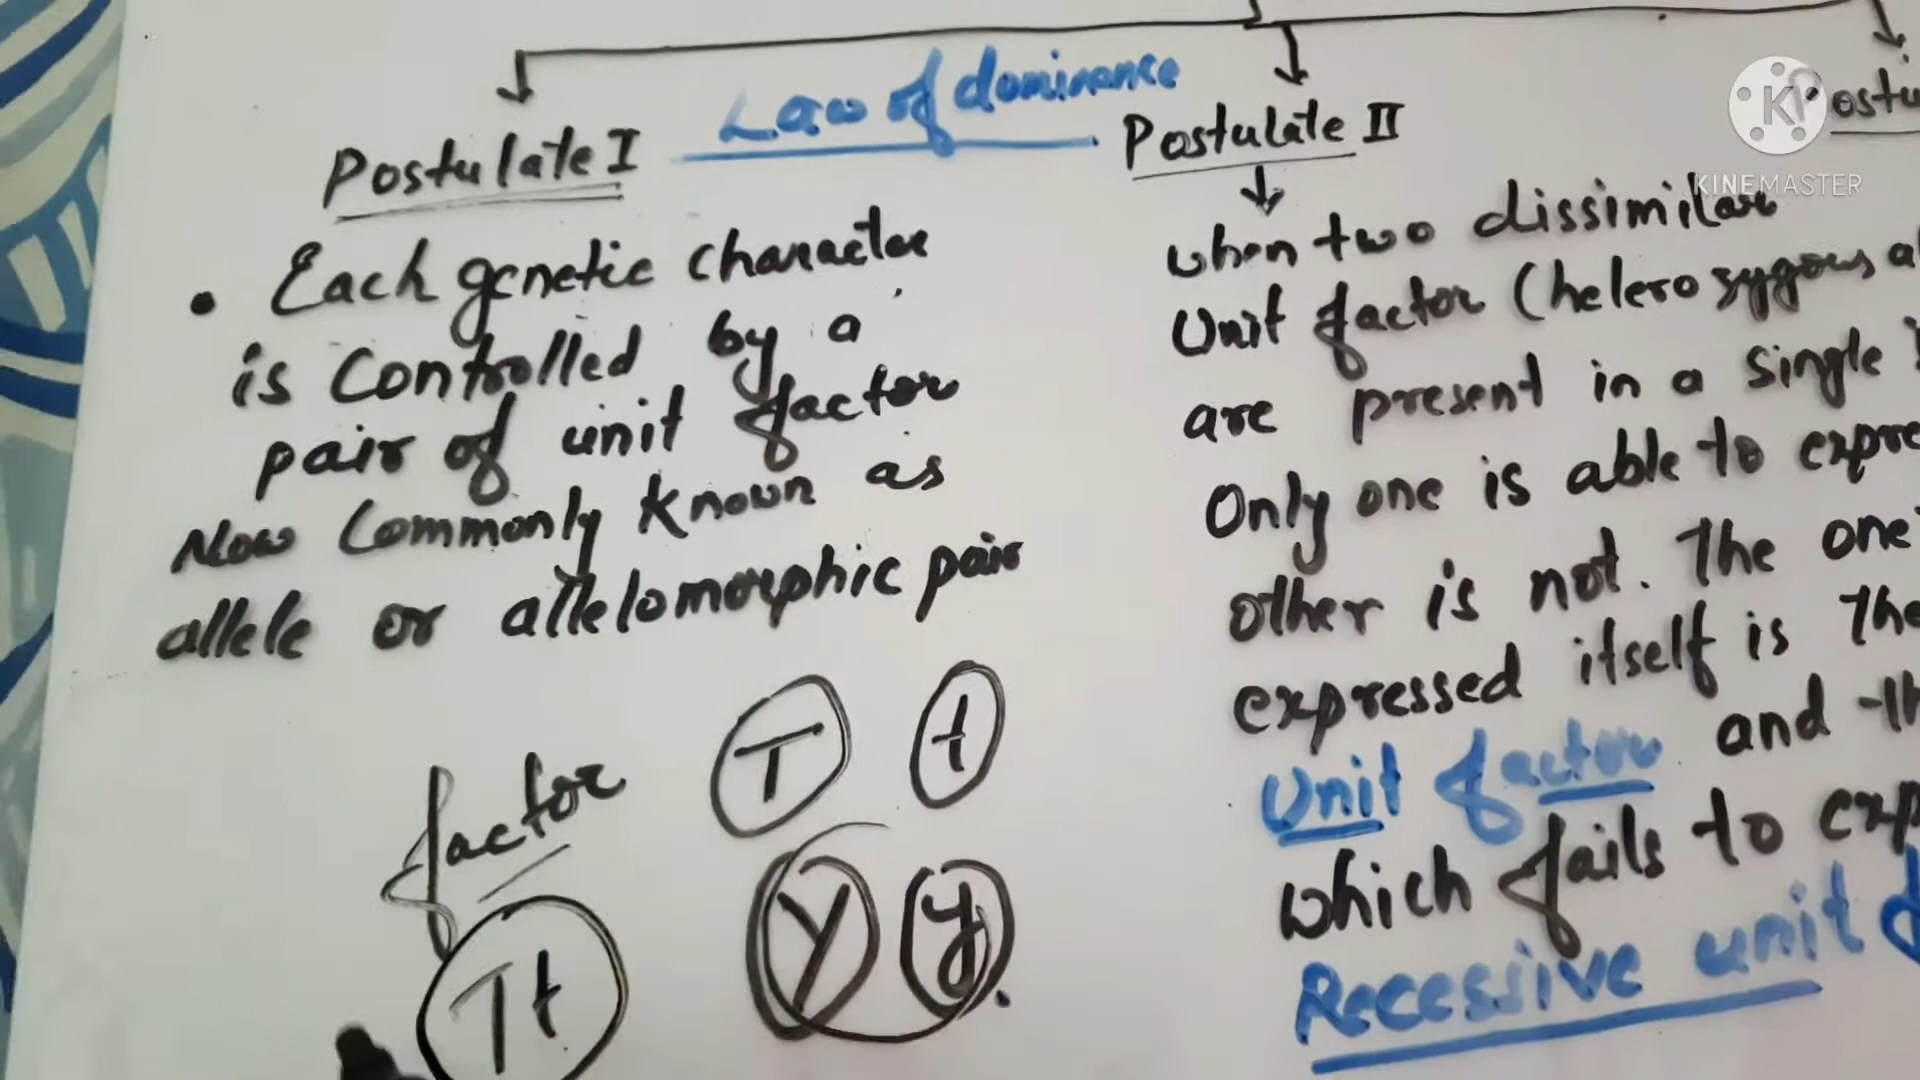 Law of dominance
Postulate I
• Each genetic character
is Controlled by a
pair of unit factor
Now Commonly known as
allele or allelomorphic pair
factor
T t
Y y
Tt
Postulate II
when two dissimilar
Unit factor (heterozygous
are present in a single
Only one is able to
other is not. The one
expressed itself is the
Unit factor and
which fails to
Recessive unit
KINEMASTER